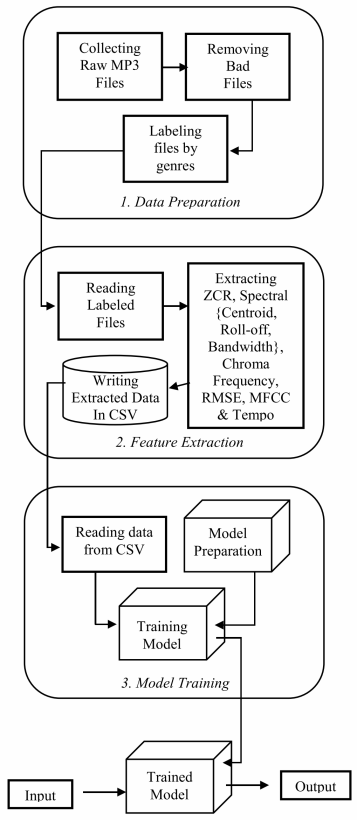 Collecting
Raw MP3
Files
Removing
Bad
Files
Labeling
files by
genres
1. Data Preparation
Reading
Labeled
Files
Extracting
ZCR, Spectral
{Centroid,
Roll-off,
Bandwidth},
Chroma
Frequency,
RMSE, MFCC
& Tempo
Writing
Extracted Data
In CSV
2. Feature Extraction
Reading data
from CSV
Model
Preparation
Training
Model
3. Model Training
Input
Trained
Model
Output